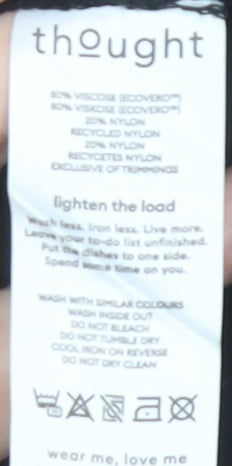 thought
80% VISCOSE (ECOVERO™)
80% VISKOSE (ECOVERO™)
20% NYLON
RECYCLED NYLON
20% NYLON
RECYCETES NYLON
EXCLUSIVE OF TRIMMINGS
lighten the load
Wash less. Iron less. Live more.
Leave your to-do list unfinished.
Put the dishes to one side.
Spend some time on you.
WASH WITH SIMILAR COLOURS
WASH INSIDE OUT
DO NOT BLEACH
DO NOT TUMBLE DRY
COOL IRON ON REVERSE
DO NOT DRY CLEAN
wear me, love me